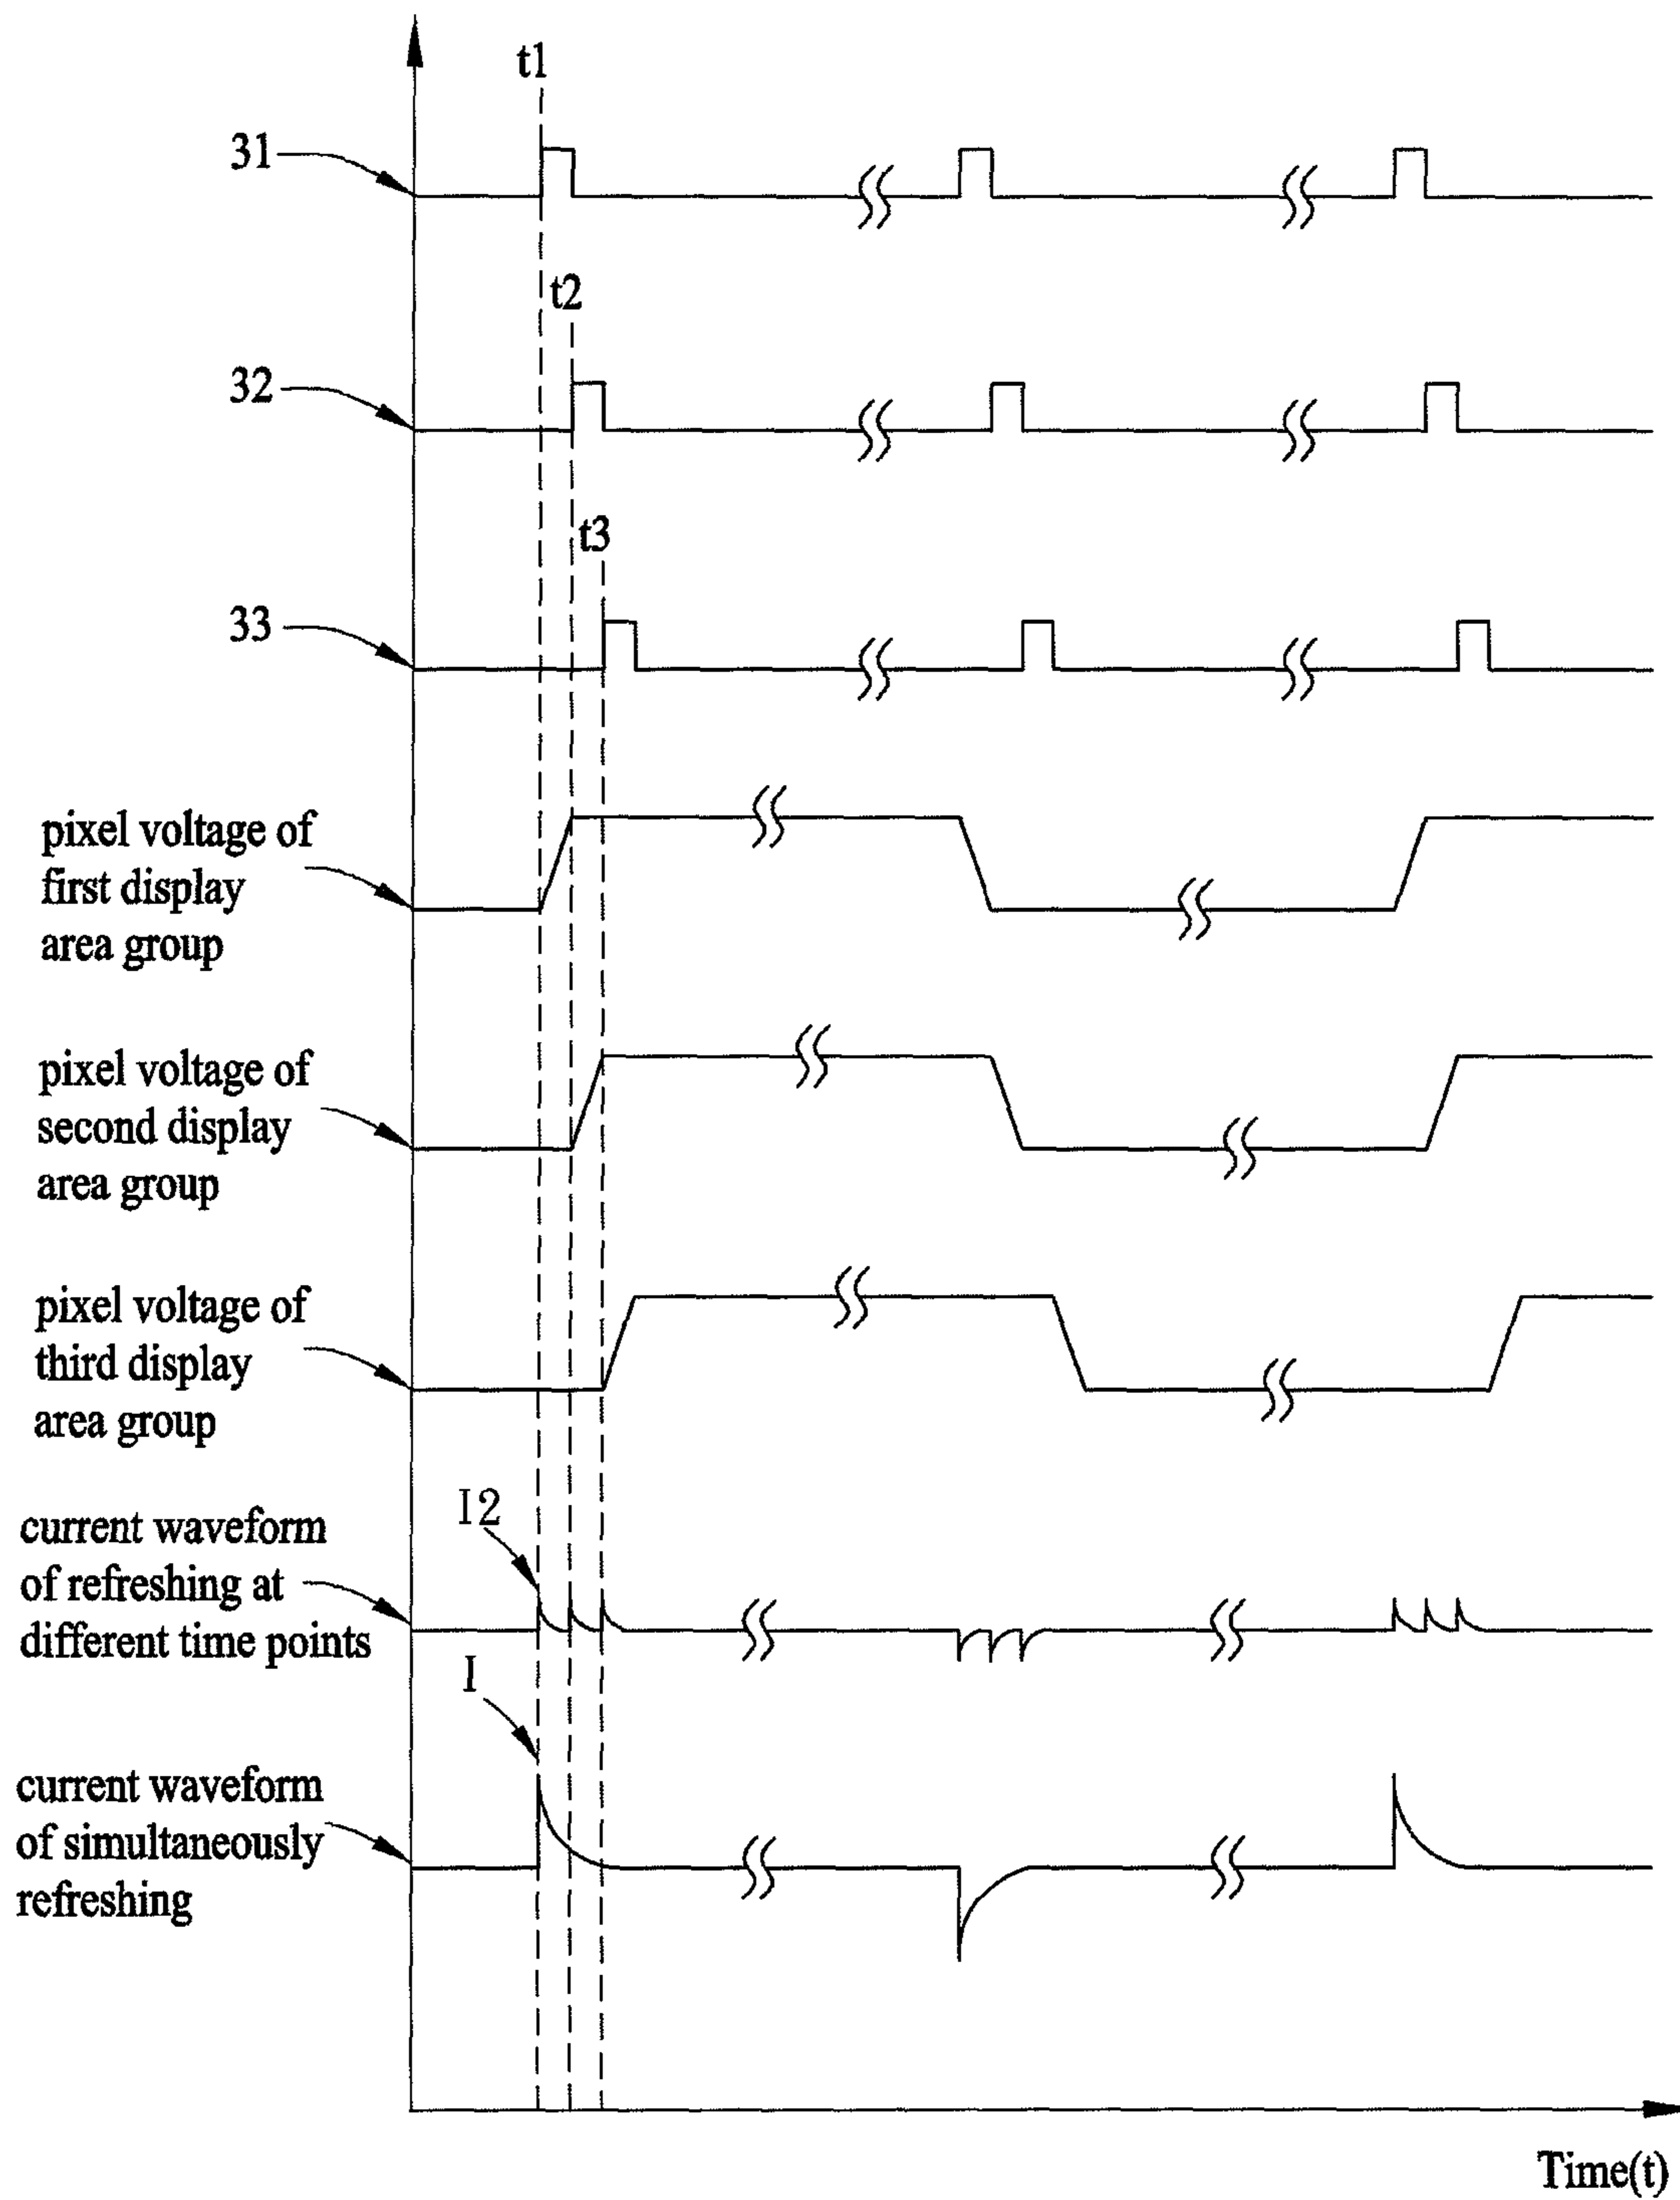 t1
31
t2
32
t3
33
pixel voltage of
first display
area group
pixel voltage of
second display
area group
pixel voltage of
third display
area group
I2
current waveform
of refreshing at
different time points
I
current waveform
of simultaneously
refreshing
Time(t)